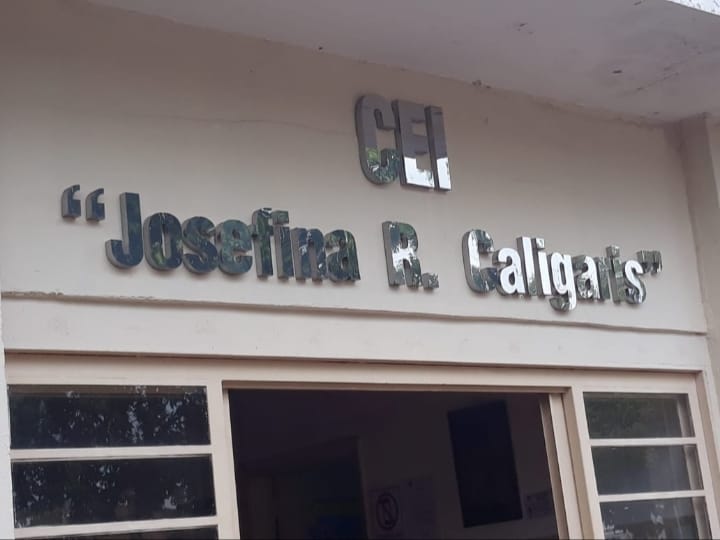 CEI
“Josefina R. Caligaris”